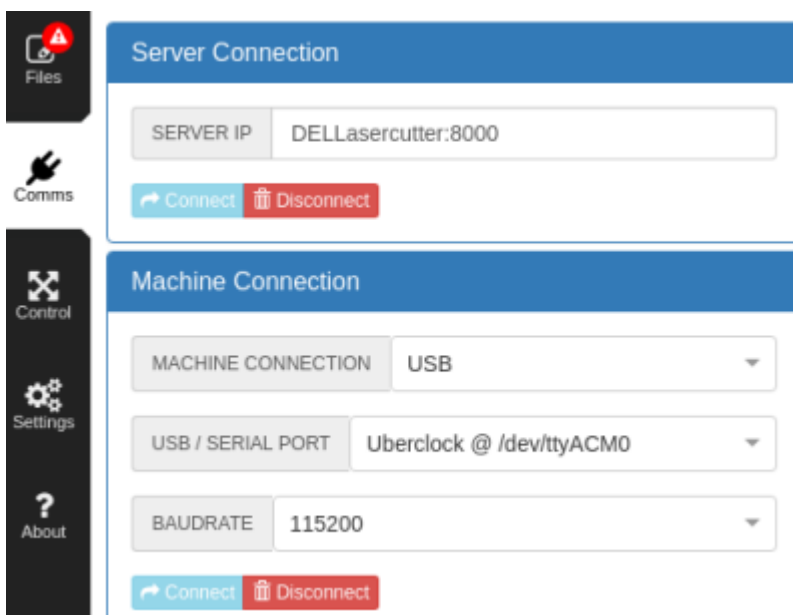 Files
Comms
Control
Settings
About
Server Connection
SERVER IP DELLasercutter:8000
Connect Disconnect
Machine Connection
MACHINE CONNECTION USB
USB / SERIAL PORT Uberclock @ /dev/ttyACM0
BAUDRATE 115200
Connect Disconnect